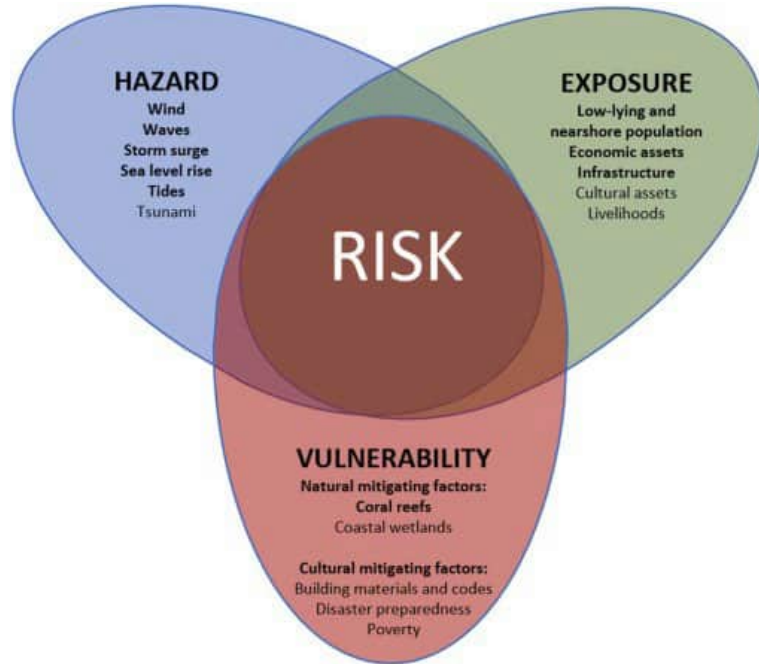 HAZARD
Wind
Waves
Storm surge
Sea level rise
Tides
Tsunami
EXPOSURE
Low-lying and
nearshore population
Economic assets
Infrastructure
Cultural assets
Livelihoods
RISK
VULNERABILITY
Natural mitigating factors:
Coral reefs
Coastal wetlands
Cultural mitigating factors:
Building materials and codes
Disaster preparedness
Poverty